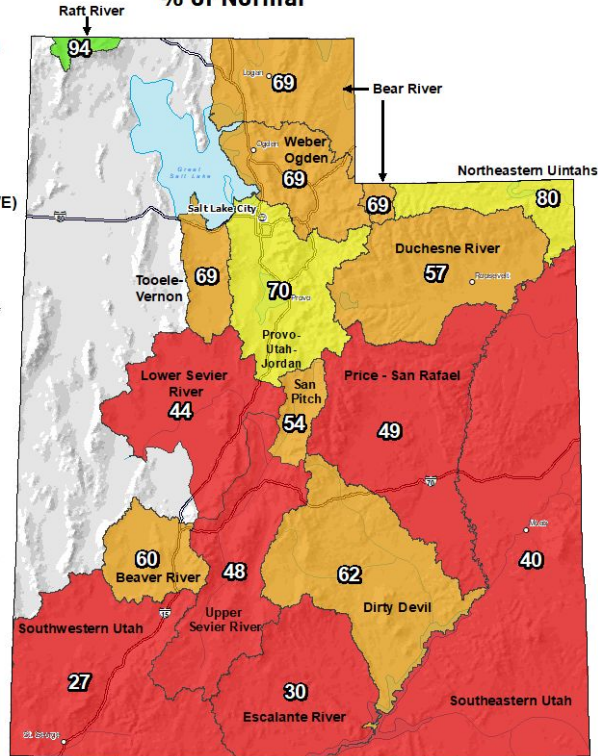 % of Normal
Raft River
94
Logan
69
Bear River
Ogden
Weber
Ogden
69
Great
Salt Lake
Northeastern Uintahs
80
69
WE)
Salt Lake City
Duchesne River
57
Roosevelt
Tooele-
Vernon
69
70
Provo
Provo-
Utah-
Jordan
Lower Sevier
River
44
San
Pitch
54
Price - San Rafael
49
70
Moab
40
60
Beaver River
48
62
Dirty Devil
15
Upper
Sevier River
Southwestern Utah
27
30
Escalante River
Southeastern Utah
St. George